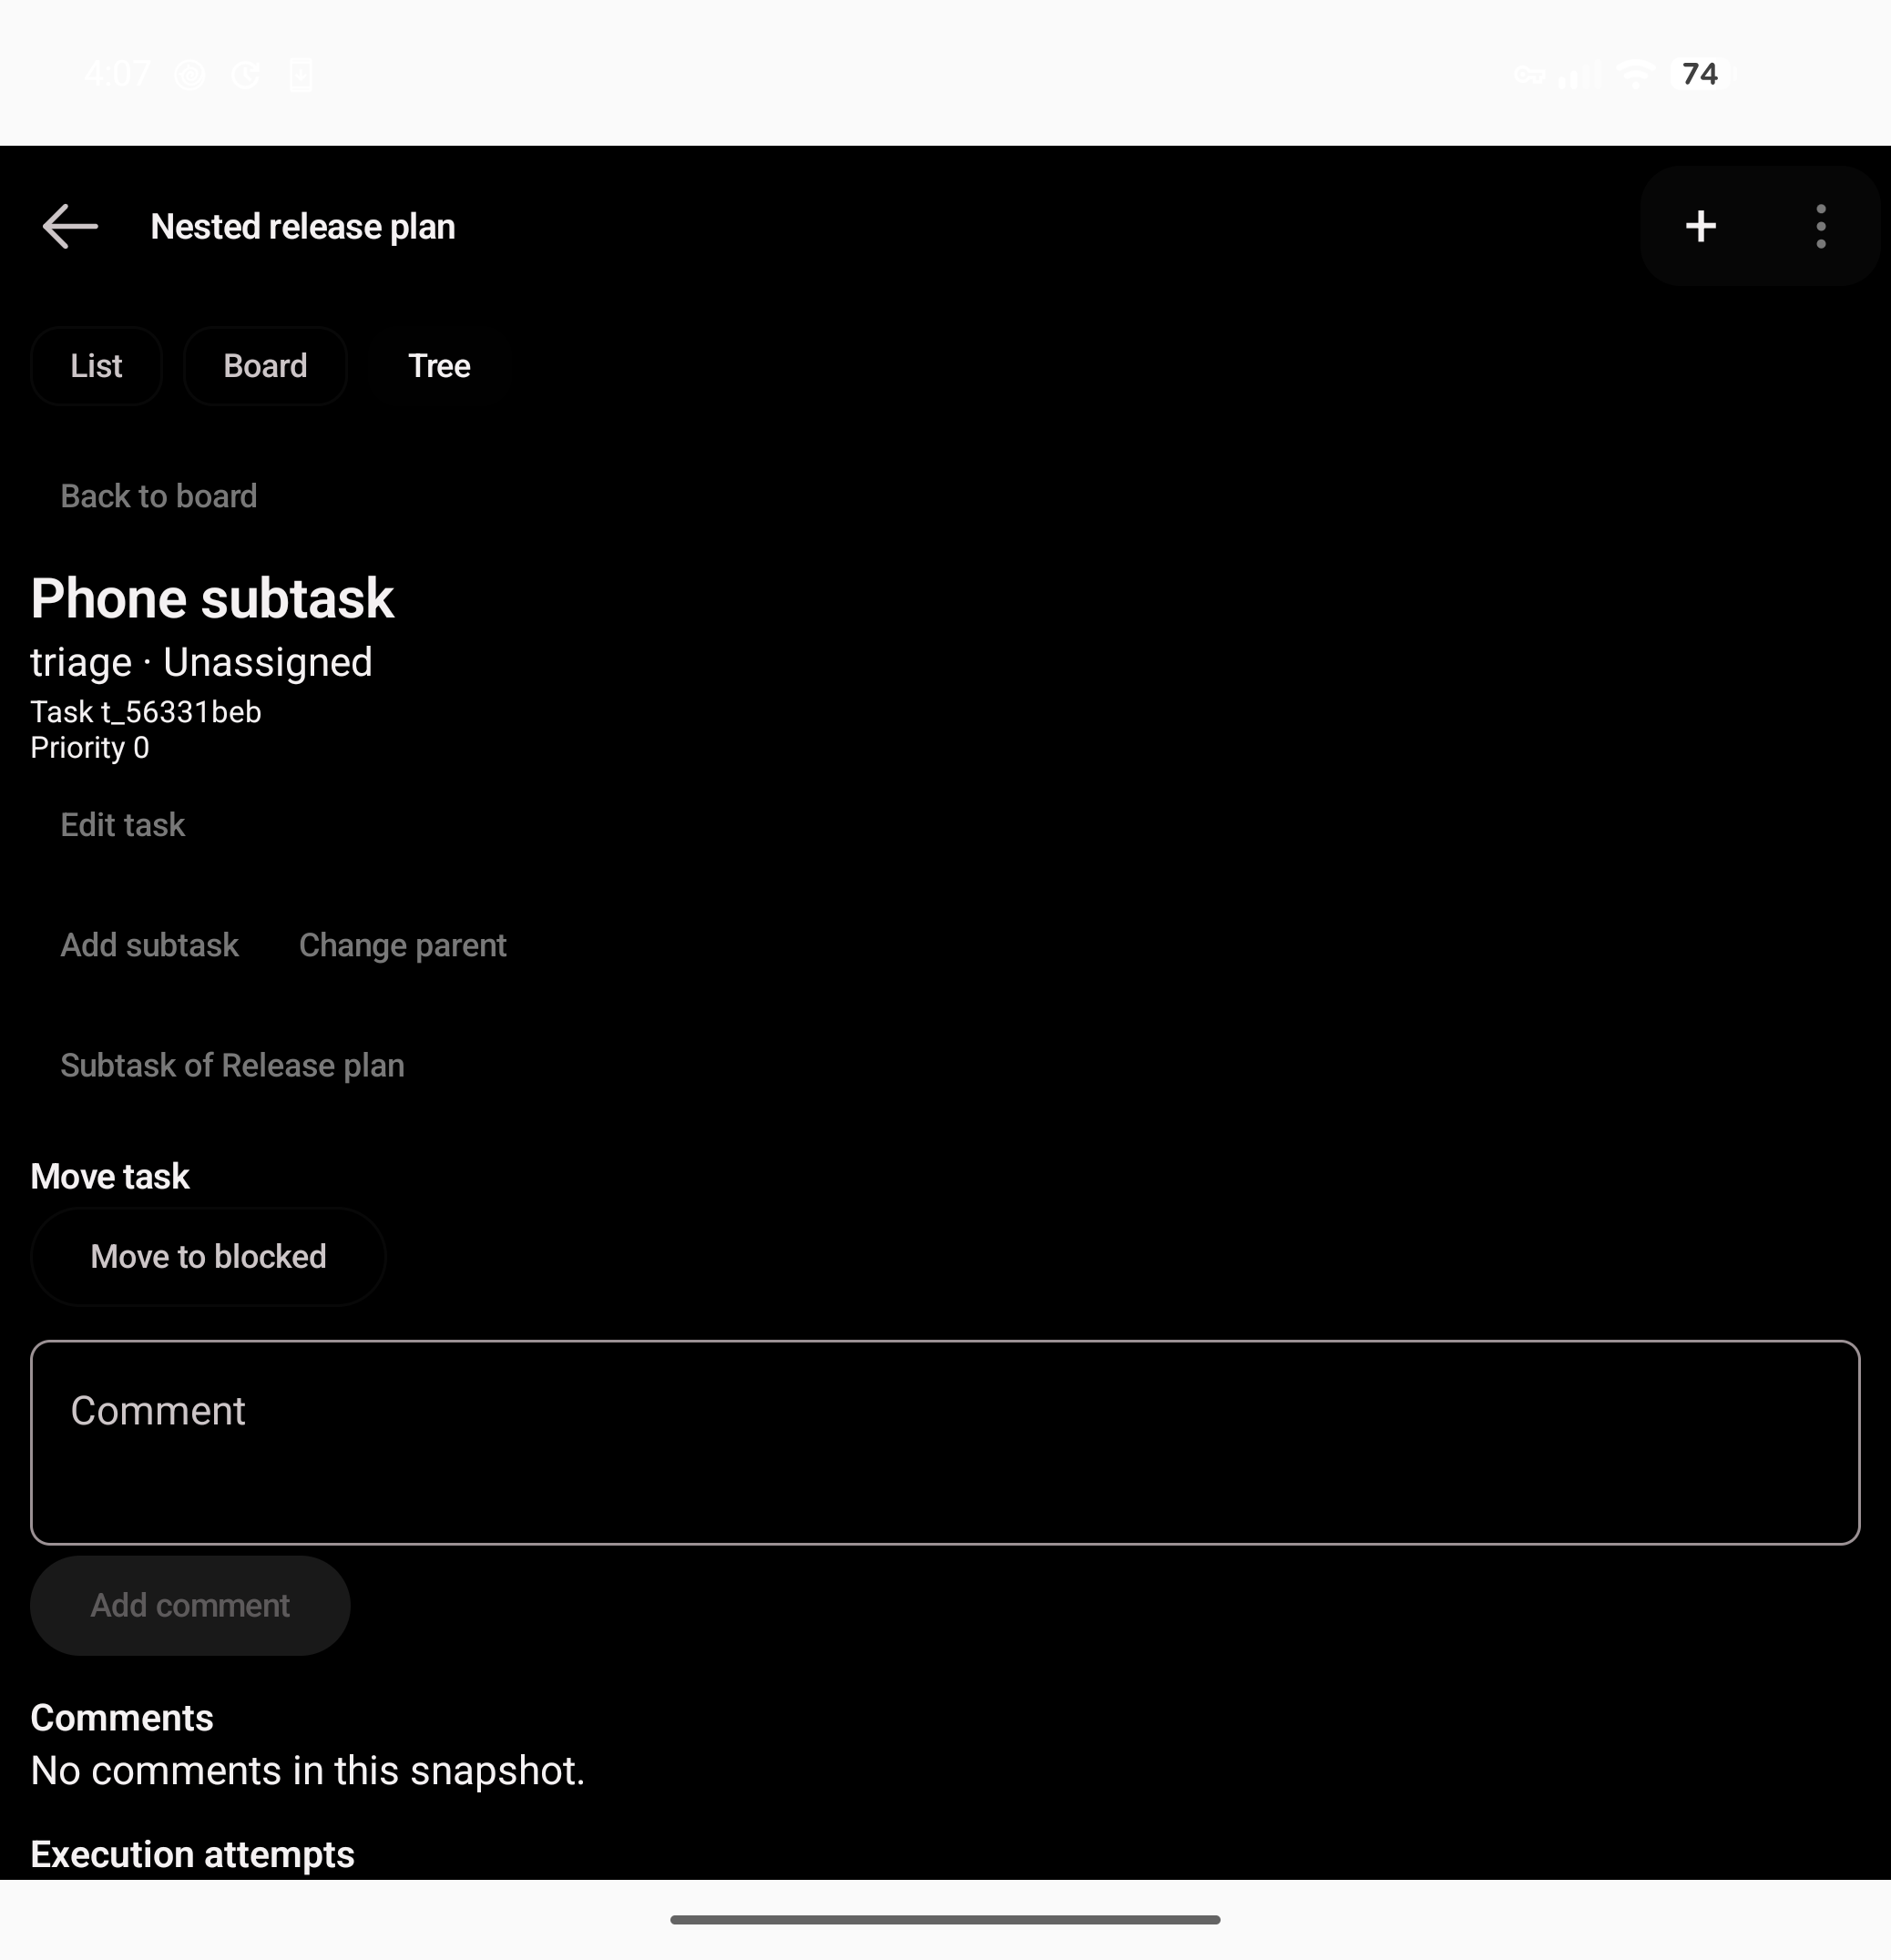 4:07
74
Nested release plan
List Board Tree
Back to board
Phone subtask
triage · Unassigned
Task t_56331beb
Priority 0
Edit task
Add subtask Change parent
Subtask of Release plan
Move task
Move to blocked
Comment
Add comment
Comments
No comments in this snapshot.
Execution attempts